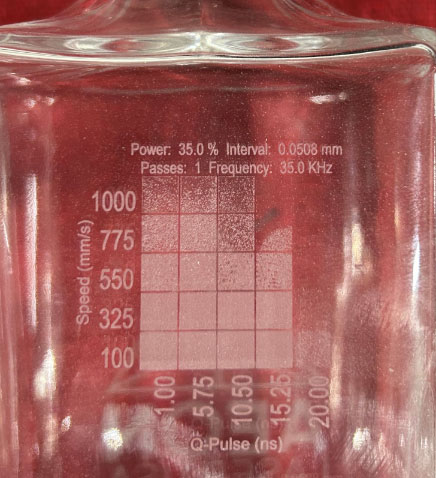 Power: 35.0 % Interval: 0.0508 mm
Passes: 1 Frequency: 35.0 KHz
Speed (mm/s)
1000
775
550
325
100
1.00
5.75
10.50
15.25
20.00
Q-Pulse (ns)